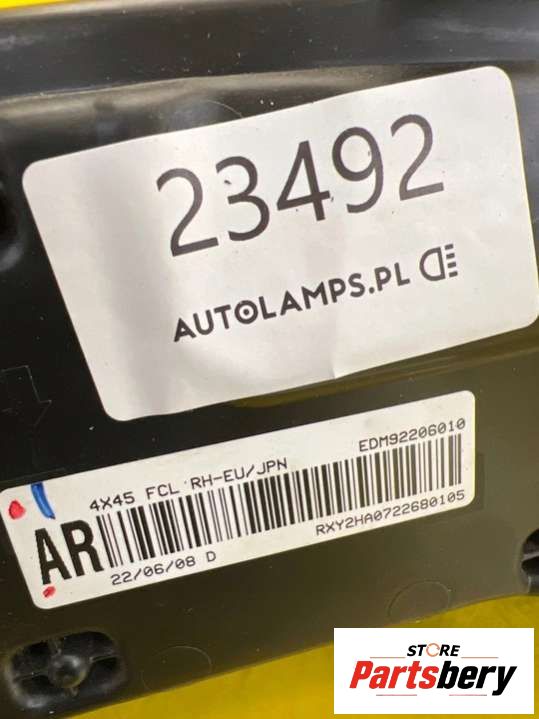 23492
AUTOLAMPS.PL
4X45 FCL RH-EU/JPN EDM92206010
AR
22/06/08 D RXY2HA0722680105
STORE
Partsbery